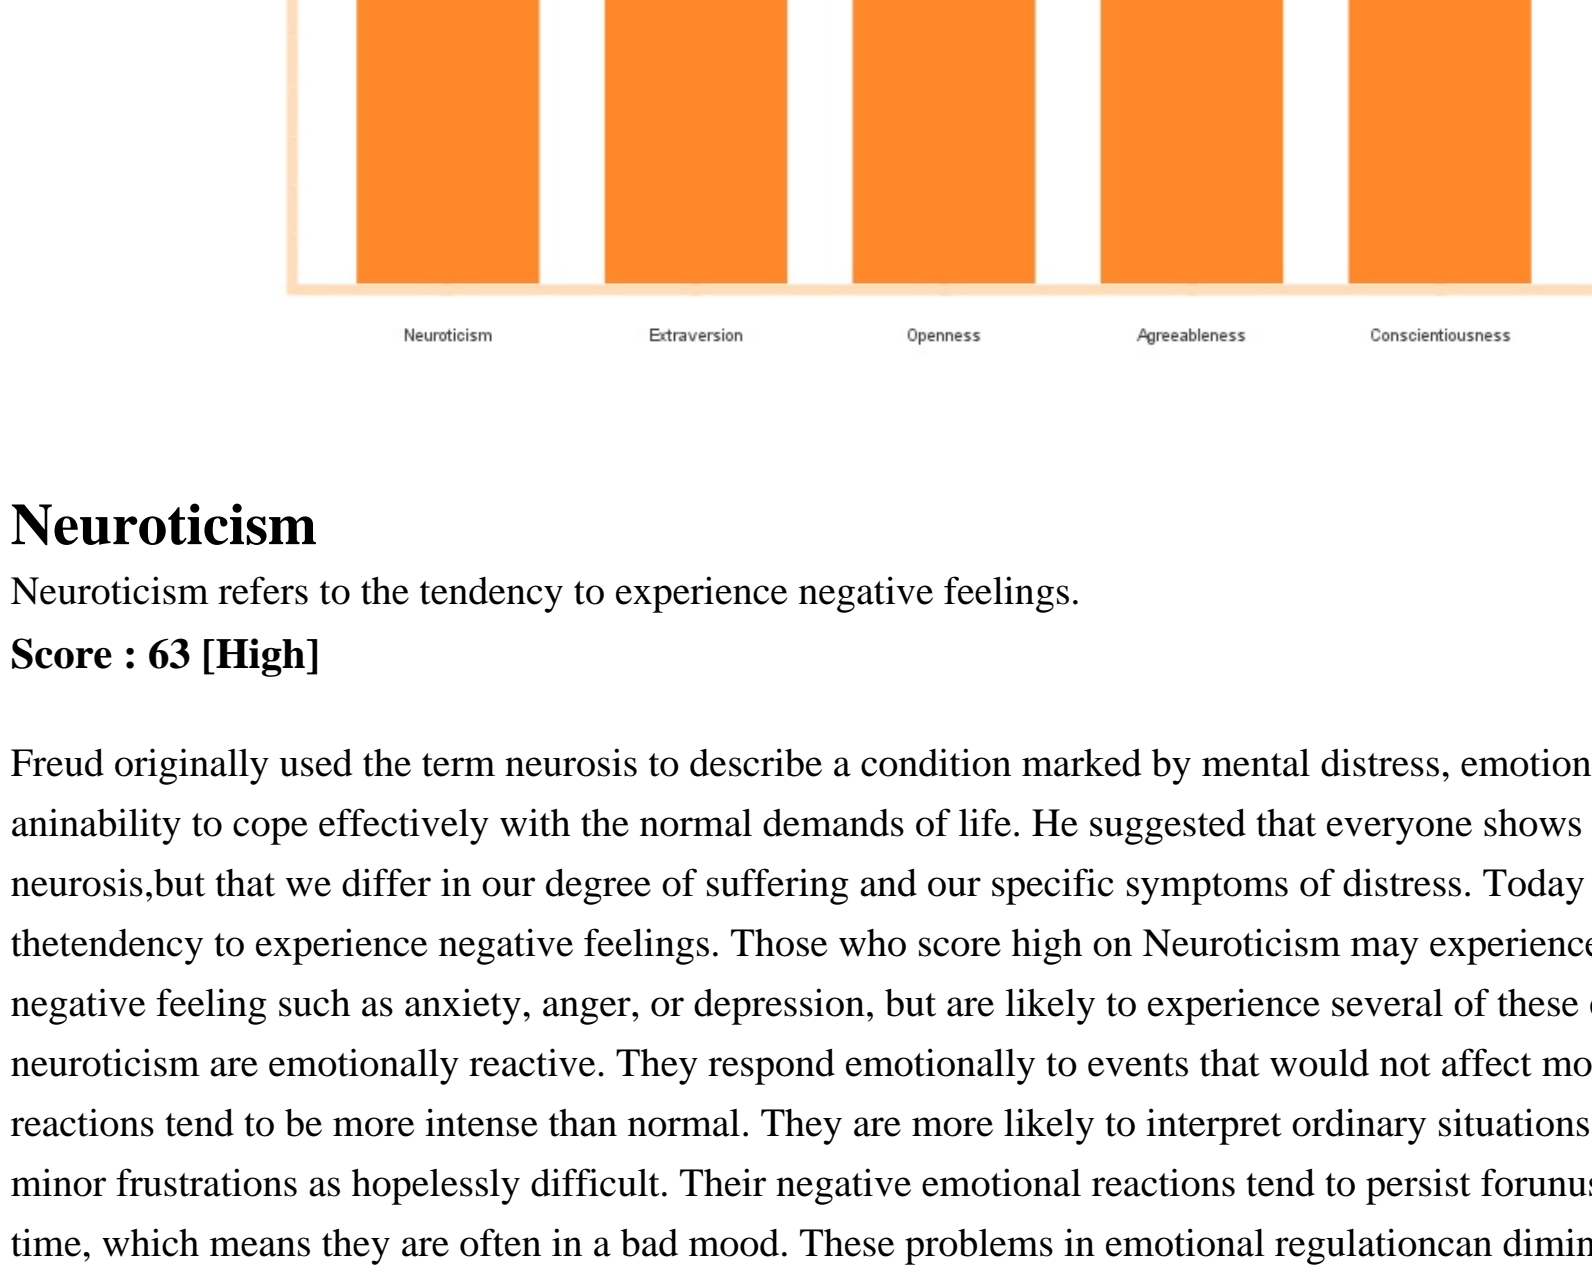 Neuroticism Extraversion Openness Agreeableness Conscientiousness
Neuroticism
Neuroticism refers to the tendency to experience negative feelings.
Score : 63 [High]
Freud originally used the term neurosis to describe a condition marked by mental distress, emotion
aninability to cope effectively with the normal demands of life. He suggested that everyone shows
neurosis,but that we differ in our degree of suffering and our specific symptoms of distress. Today
thetendency to experience negative feelings. Those who score high on Neuroticism may experience
negative feeling such as anxiety, anger, or depression, but are likely to experience several of these
neuroticism are emotionally reactive. They respond emotionally to events that would not affect mo
reactions tend to be more intense than normal. They are more likely to interpret ordinary situations
minor frustrations as hopelessly difficult. Their negative emotional reactions tend to persist forunus
time, which means they are often in a bad mood. These problems in emotional regulationcan dimin